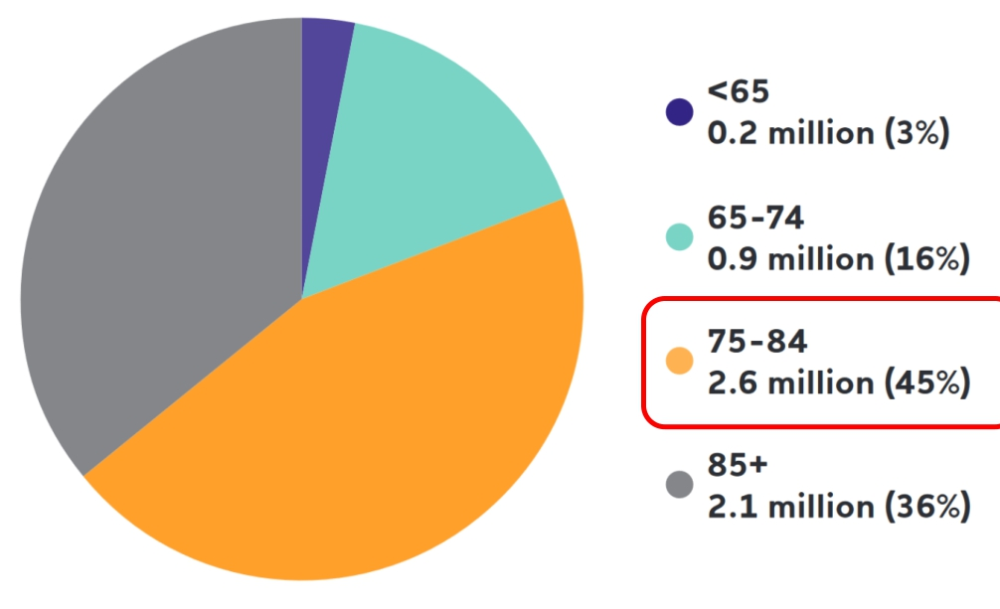 <65
0.2 million (3%)
65-74
0.9 million (16%)
75-84
2.6 million (45%)
85+
2.1 million (36%)